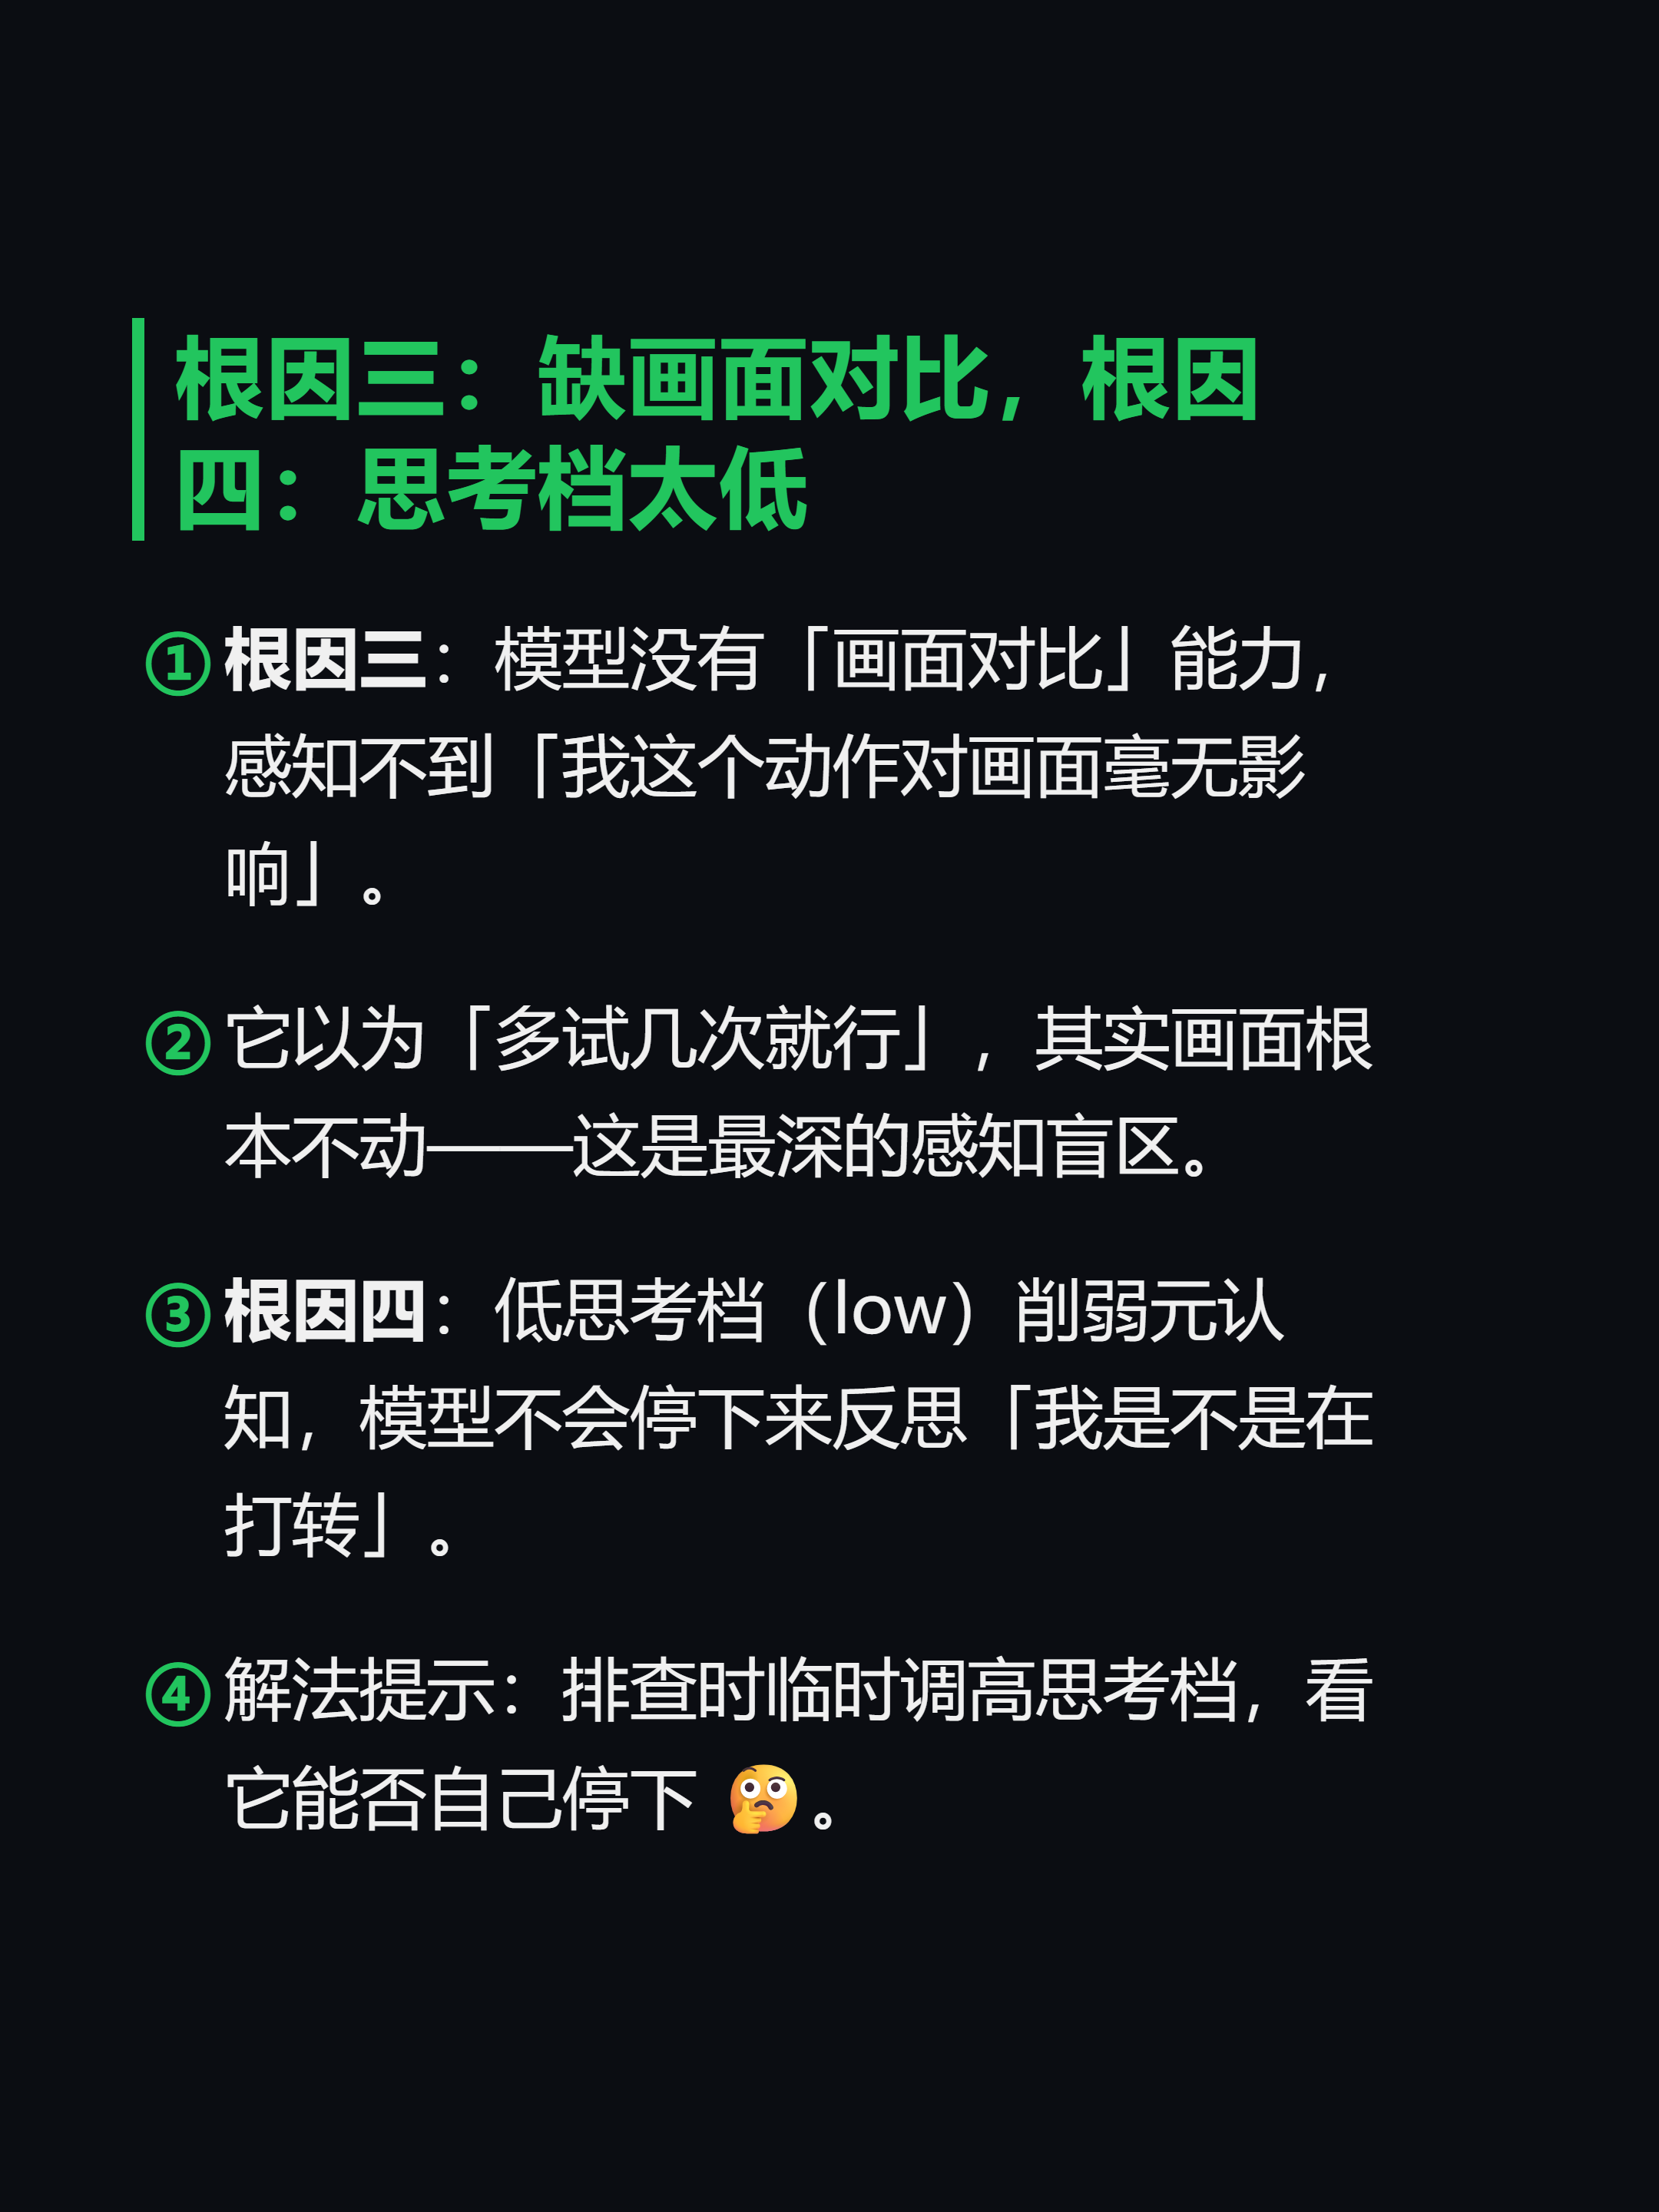 根因三：缺画面对比，根因
四：思考档太低
①根因三：模型没有「画面对比」能力，
感知不到「我这个动作对画面毫无影
响」。
②它以为「多试几次就行」，其实画面根
本不动——这是最深的感知盲区。
③根因四：低思考档（low）削弱元认
知，模型不会停下来反思「我是不是在
打转」。
④解法提示：排查时临时调高思考档，看
它能否自己停下 🤔。